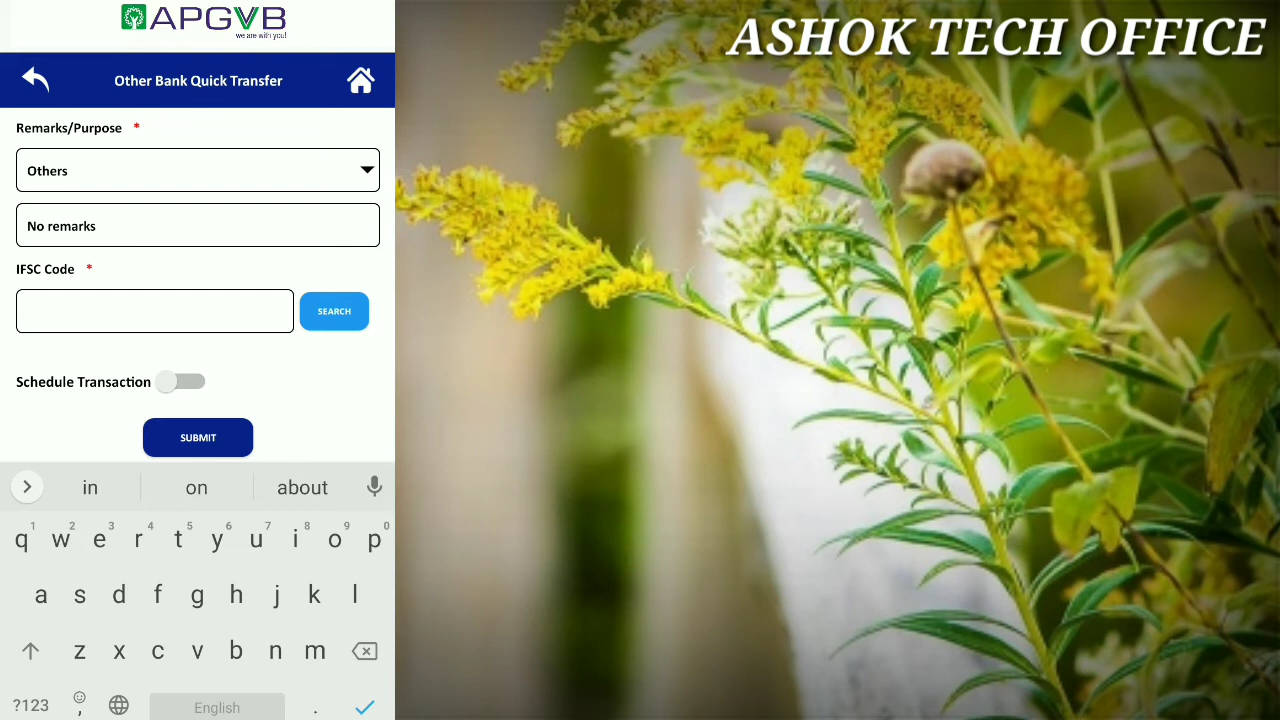 APGVB
we are with you!
Other Bank Quick Transfer
Remarks/Purpose *
Others
No remarks
IFSC Code *
SEARCH
Schedule Transaction
SUBMIT
in on about
1 2 3 4 5 6 7 8 9 0
q w e r t y u i o p
a s d f g h j k l
z x c v b n m
?123 , English .
ASHOK TECH OFFICE